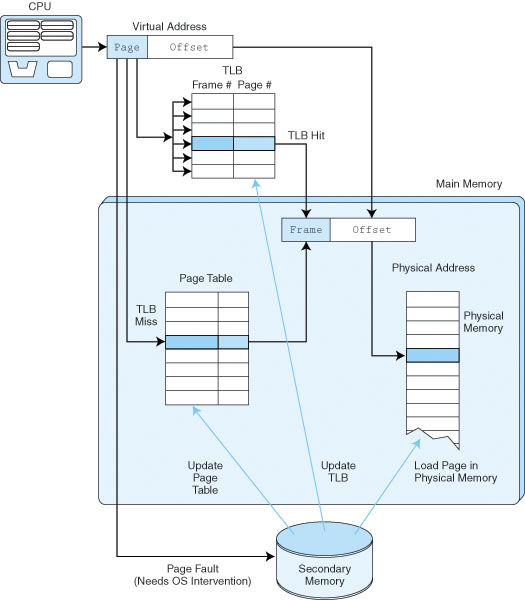 CPU
Virtual Address
Page Offset
TLB
Frame # Page #
TLB Hit
Main Memory
Frame Offset
Page Table
Physical Address
TLB
Miss
Physical
Memory
Update
Page
Table
Update
TLB
Load Page in
Physical Memory
Page Fault
(Needs OS Intervention)
Secondary
Memory